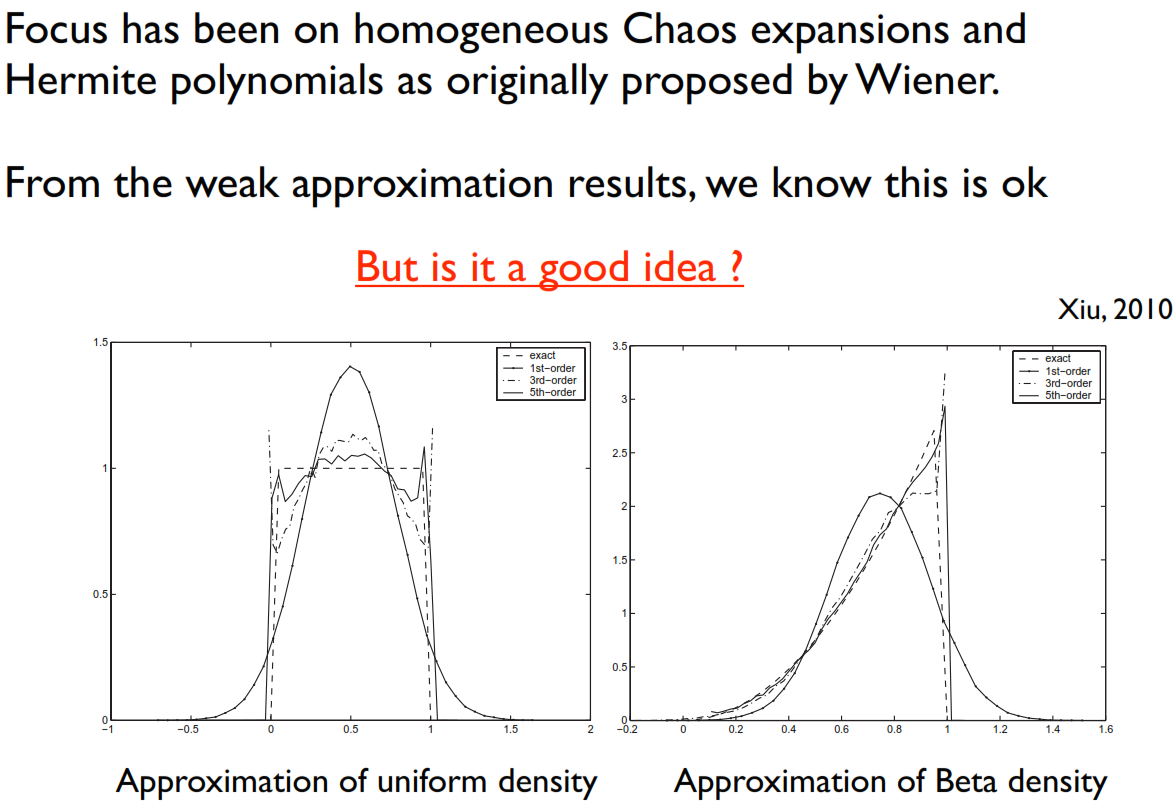 Focus has been on homogeneous Chaos expansions and
Hermite polynomials as originally proposed by Wiener.
From the weak approximation results, we know this is ok
But is it a good idea ?
Xiu, 2010
1.5
1
0.5
0
−1
−0.5
0
0.5
1
1.5
2
exact
1st−order
3rd−order
5th−order
3.5
3
2.5
2
1.5
1
0.5
0
−0.2
0
0.2
0.4
0.6
0.8
1
1.2
1.4
1.6
exact
1st−order
3rd−order
5th−order
Approximation of uniform density
Approximation of Beta density